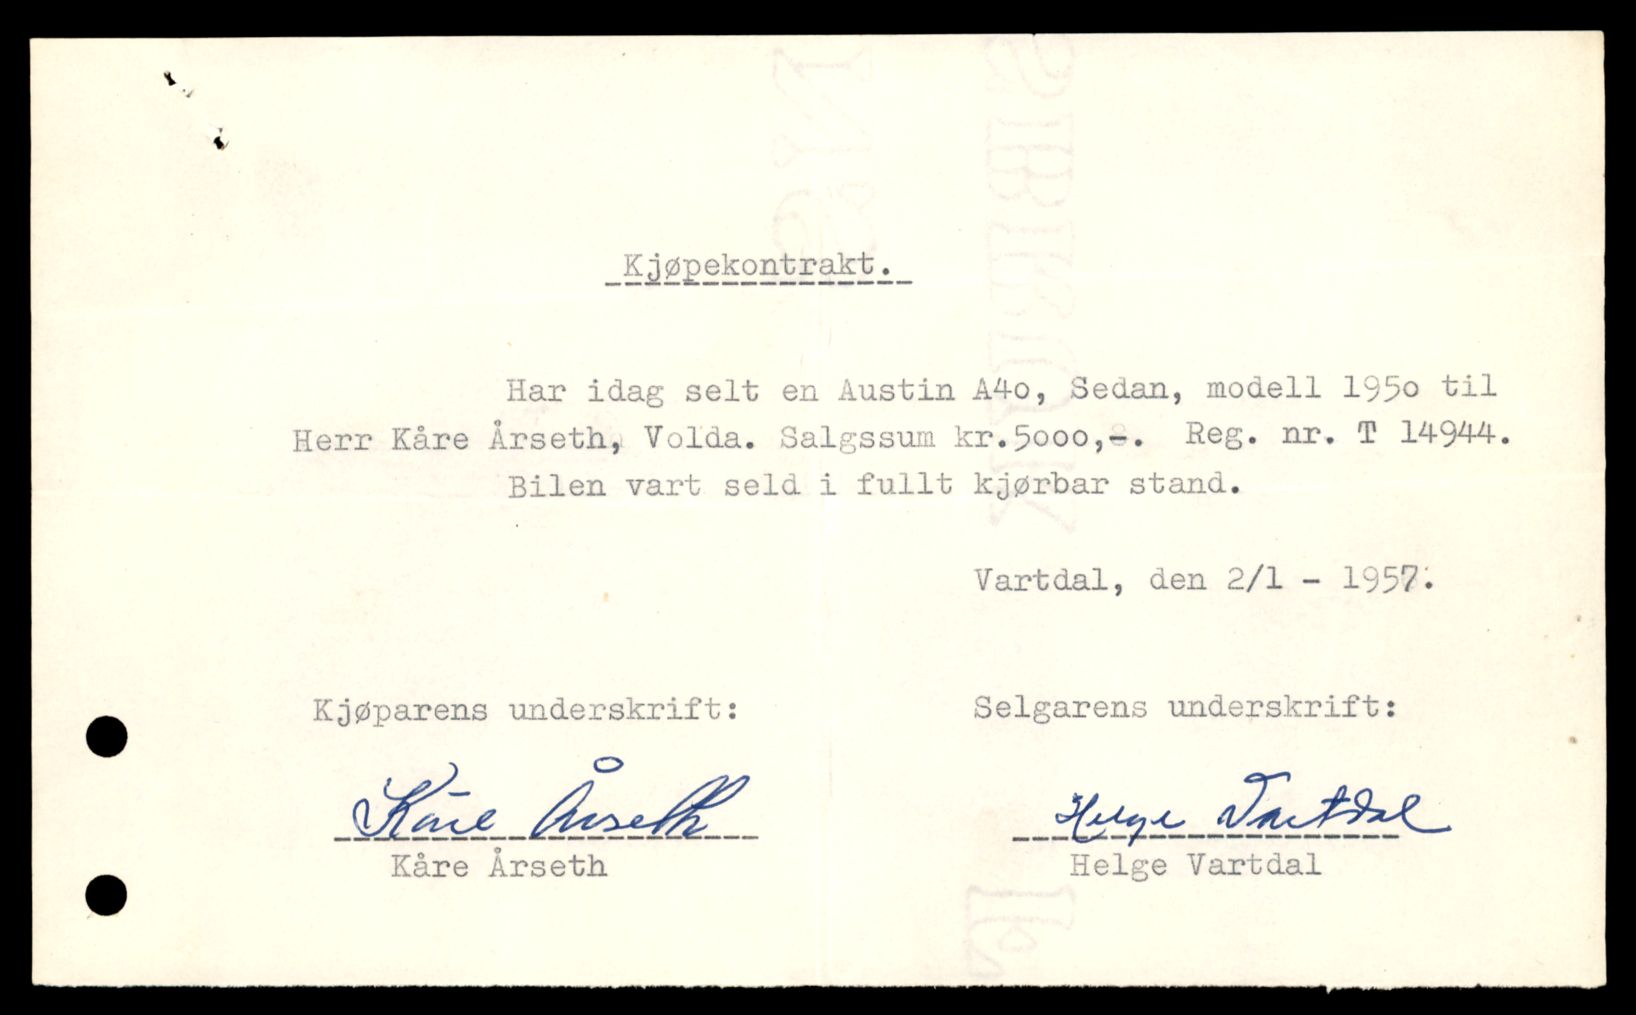 Kjøpekontrakt.
Har idag selt en Austin A4o, Sedan, modell 195o til
Herr Kåre Årseth, Volda. Salgssum kr.5ooo,-. Reg. nr. T 14944.
Bilen vart seld i fullt kjørbar stand.
Vartdal, den 2/1 - 1957.
Kjøparens underskrift:
Selgarens underskrift:
Kåre Årseth
Helge Vartdal
Kåre Årseth
Helge Vartdal